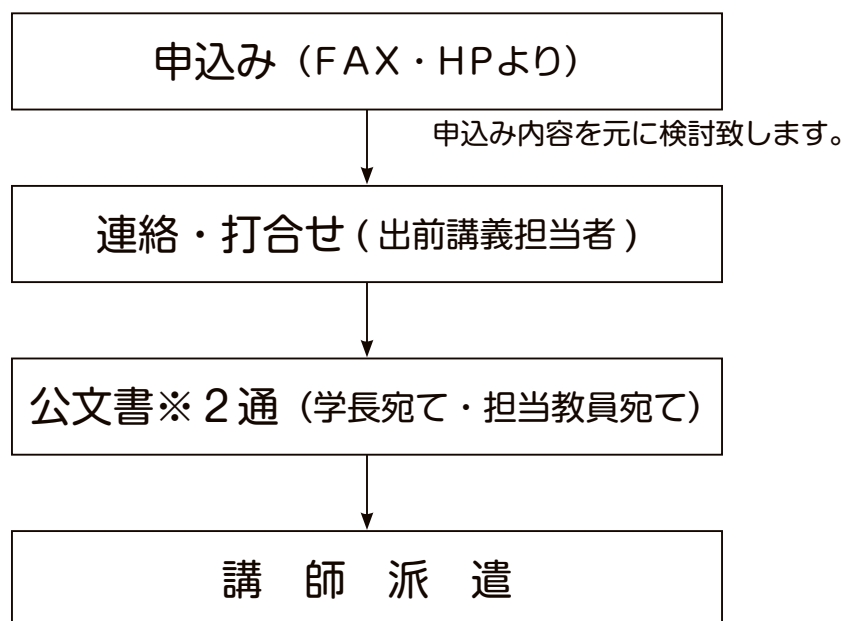 申込み（ＦＡＸ・ＨＰより）
申込み内容を元に検討致します。
連絡・打合せ ( 出前講義担当者 )
公文書※２通（学長宛て・担当教員宛て）
講　師　派　遣